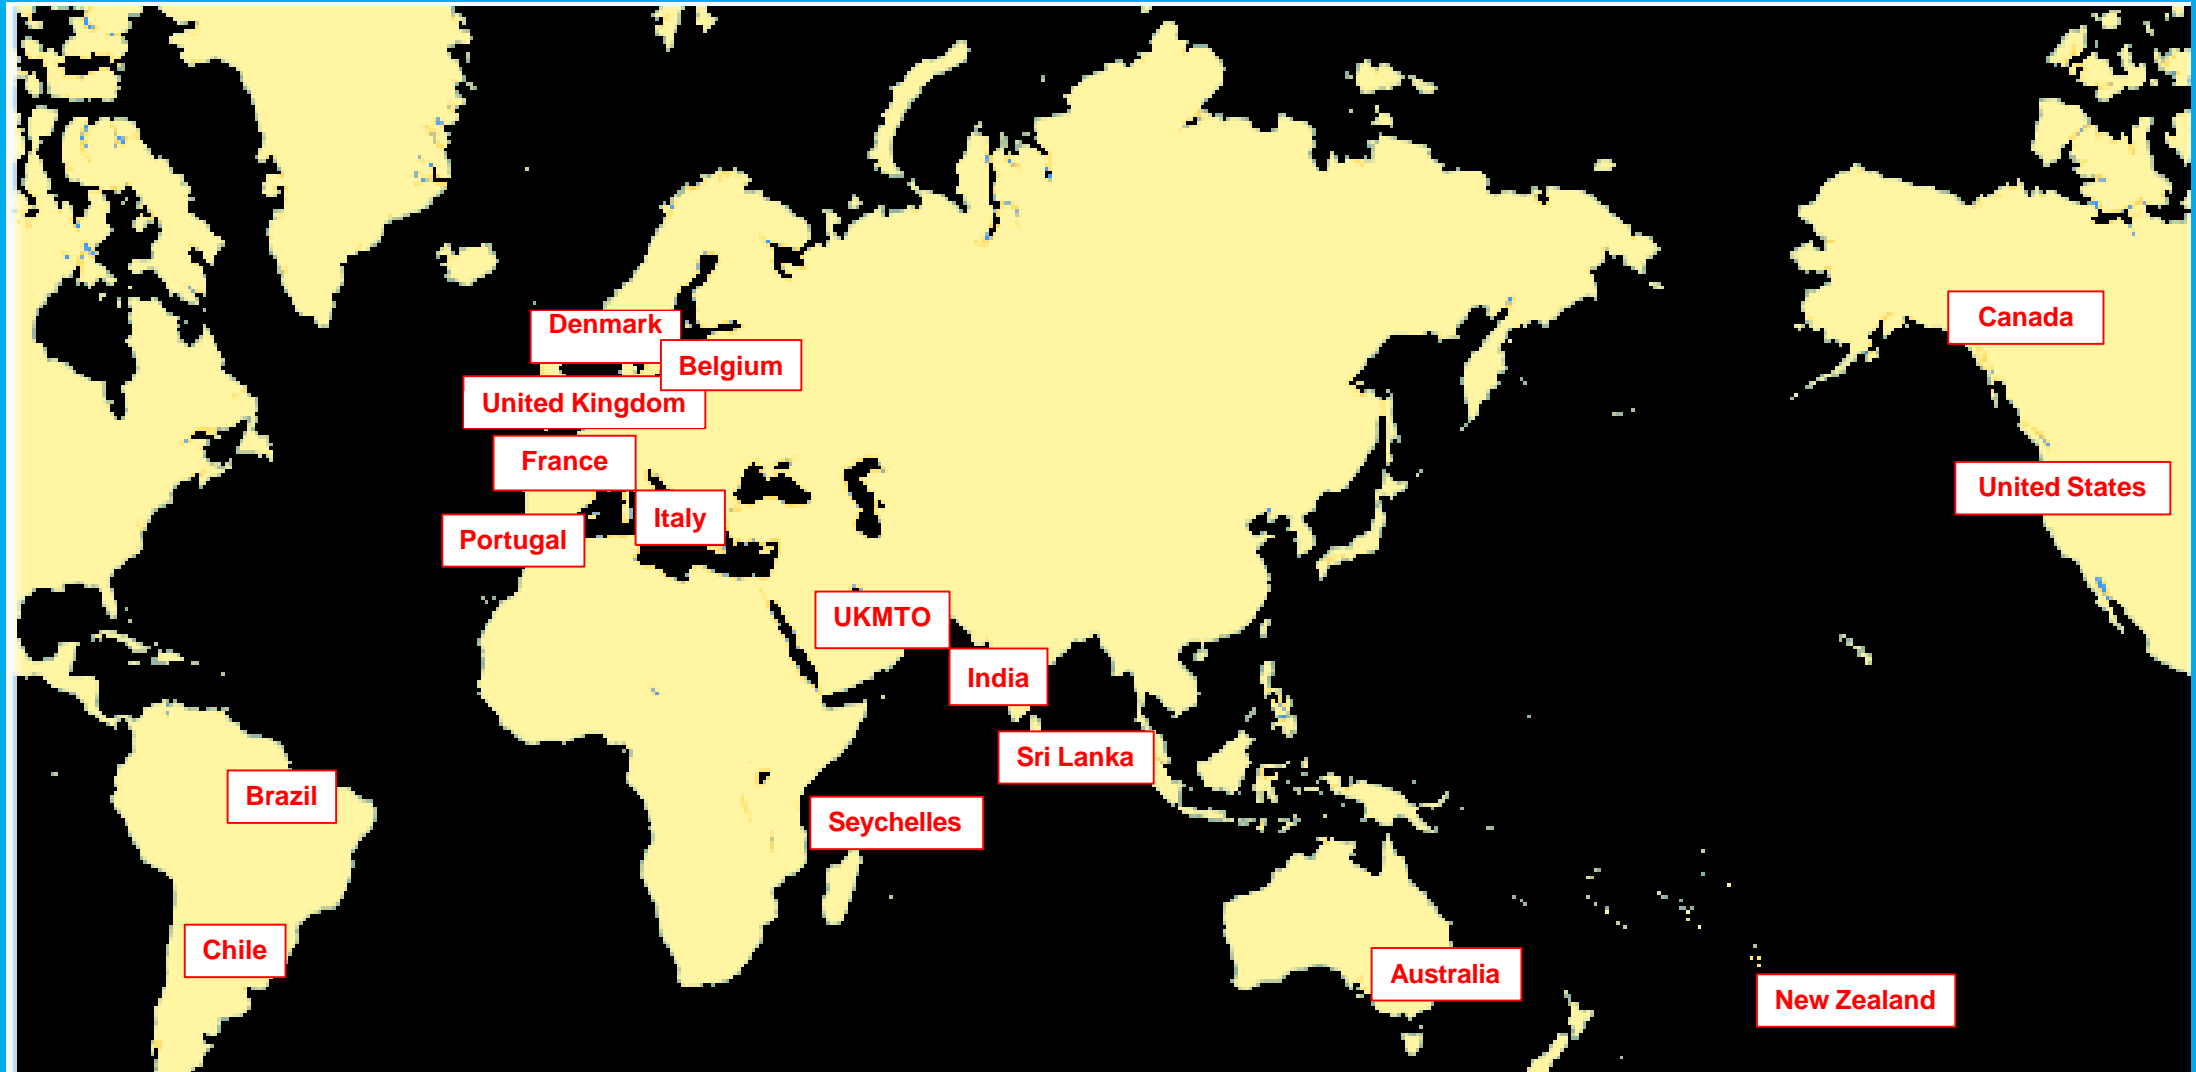 Denmark
Canada
Belgium
United Kingdom
France
United States
Italy
Portugal
UKMTO
India
Sri Lanka
Brazil
Seychelles
Chile
Australia
New Zealand